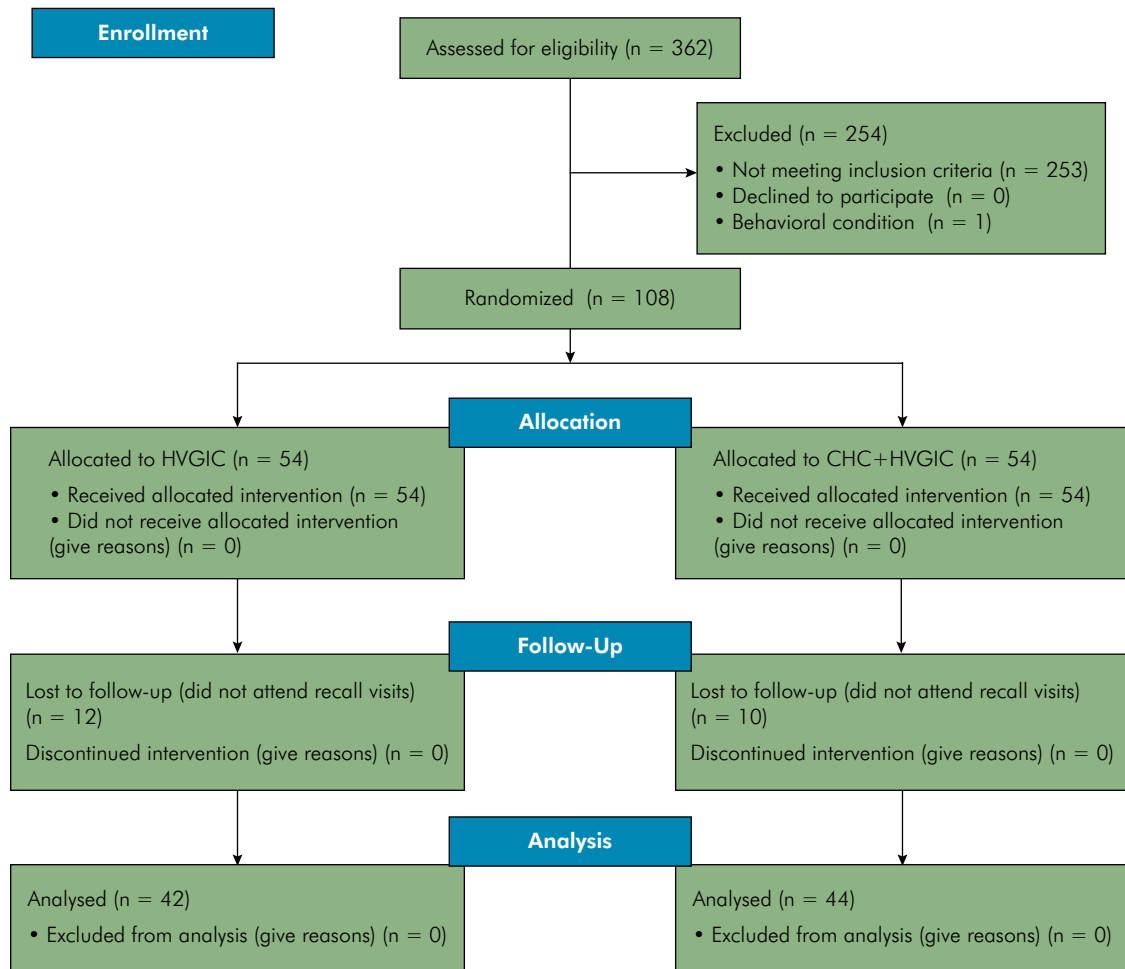 Enrollment
Assessed for eligibility (n = 362)
Excluded (n = 254)
• Not meeting inclusion criteria (n = 253)
• Declined to participate (n = 0)
• Behavioral condition (n = 1)
Randomized (n = 108)
Allocation
Allocated to HVGIC (n = 54)
• Received allocated intervention (n = 54)
• Did not receive allocated intervention
(give reasons) (n = 0)
Allocated to CHC+HVGIC (n = 54)
• Received allocated intervention (n = 54)
• Did not receive allocated intervention
(give reasons) (n = 0)
Follow-Up
Lost to follow-up (did not attend recall visits)
(n = 12)
Discontinued intervention (give reasons) (n = 0)
Lost to follow-up (did not attend recall visits)
(n = 10)
Discontinued intervention (give reasons) (n = 0)
Analysis
Analysed (n = 42)
• Excluded from analysis (give reasons) (n = 0)
Analysed (n = 44)
• Excluded from analysis (give reasons) (n = 0)